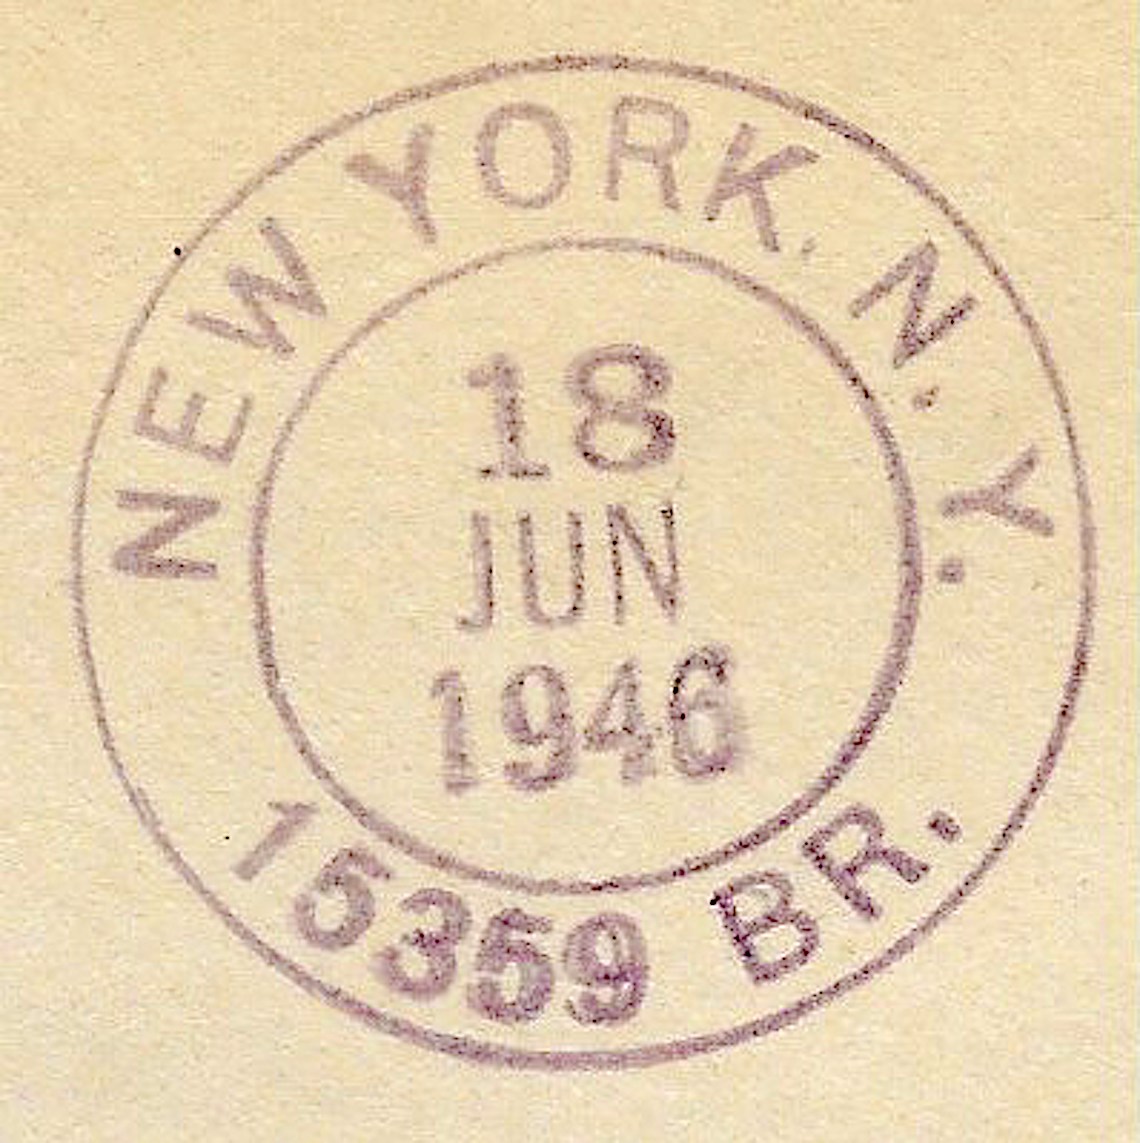 NEW YORK, N.Y.
18
JUN
1946
15359 BR.